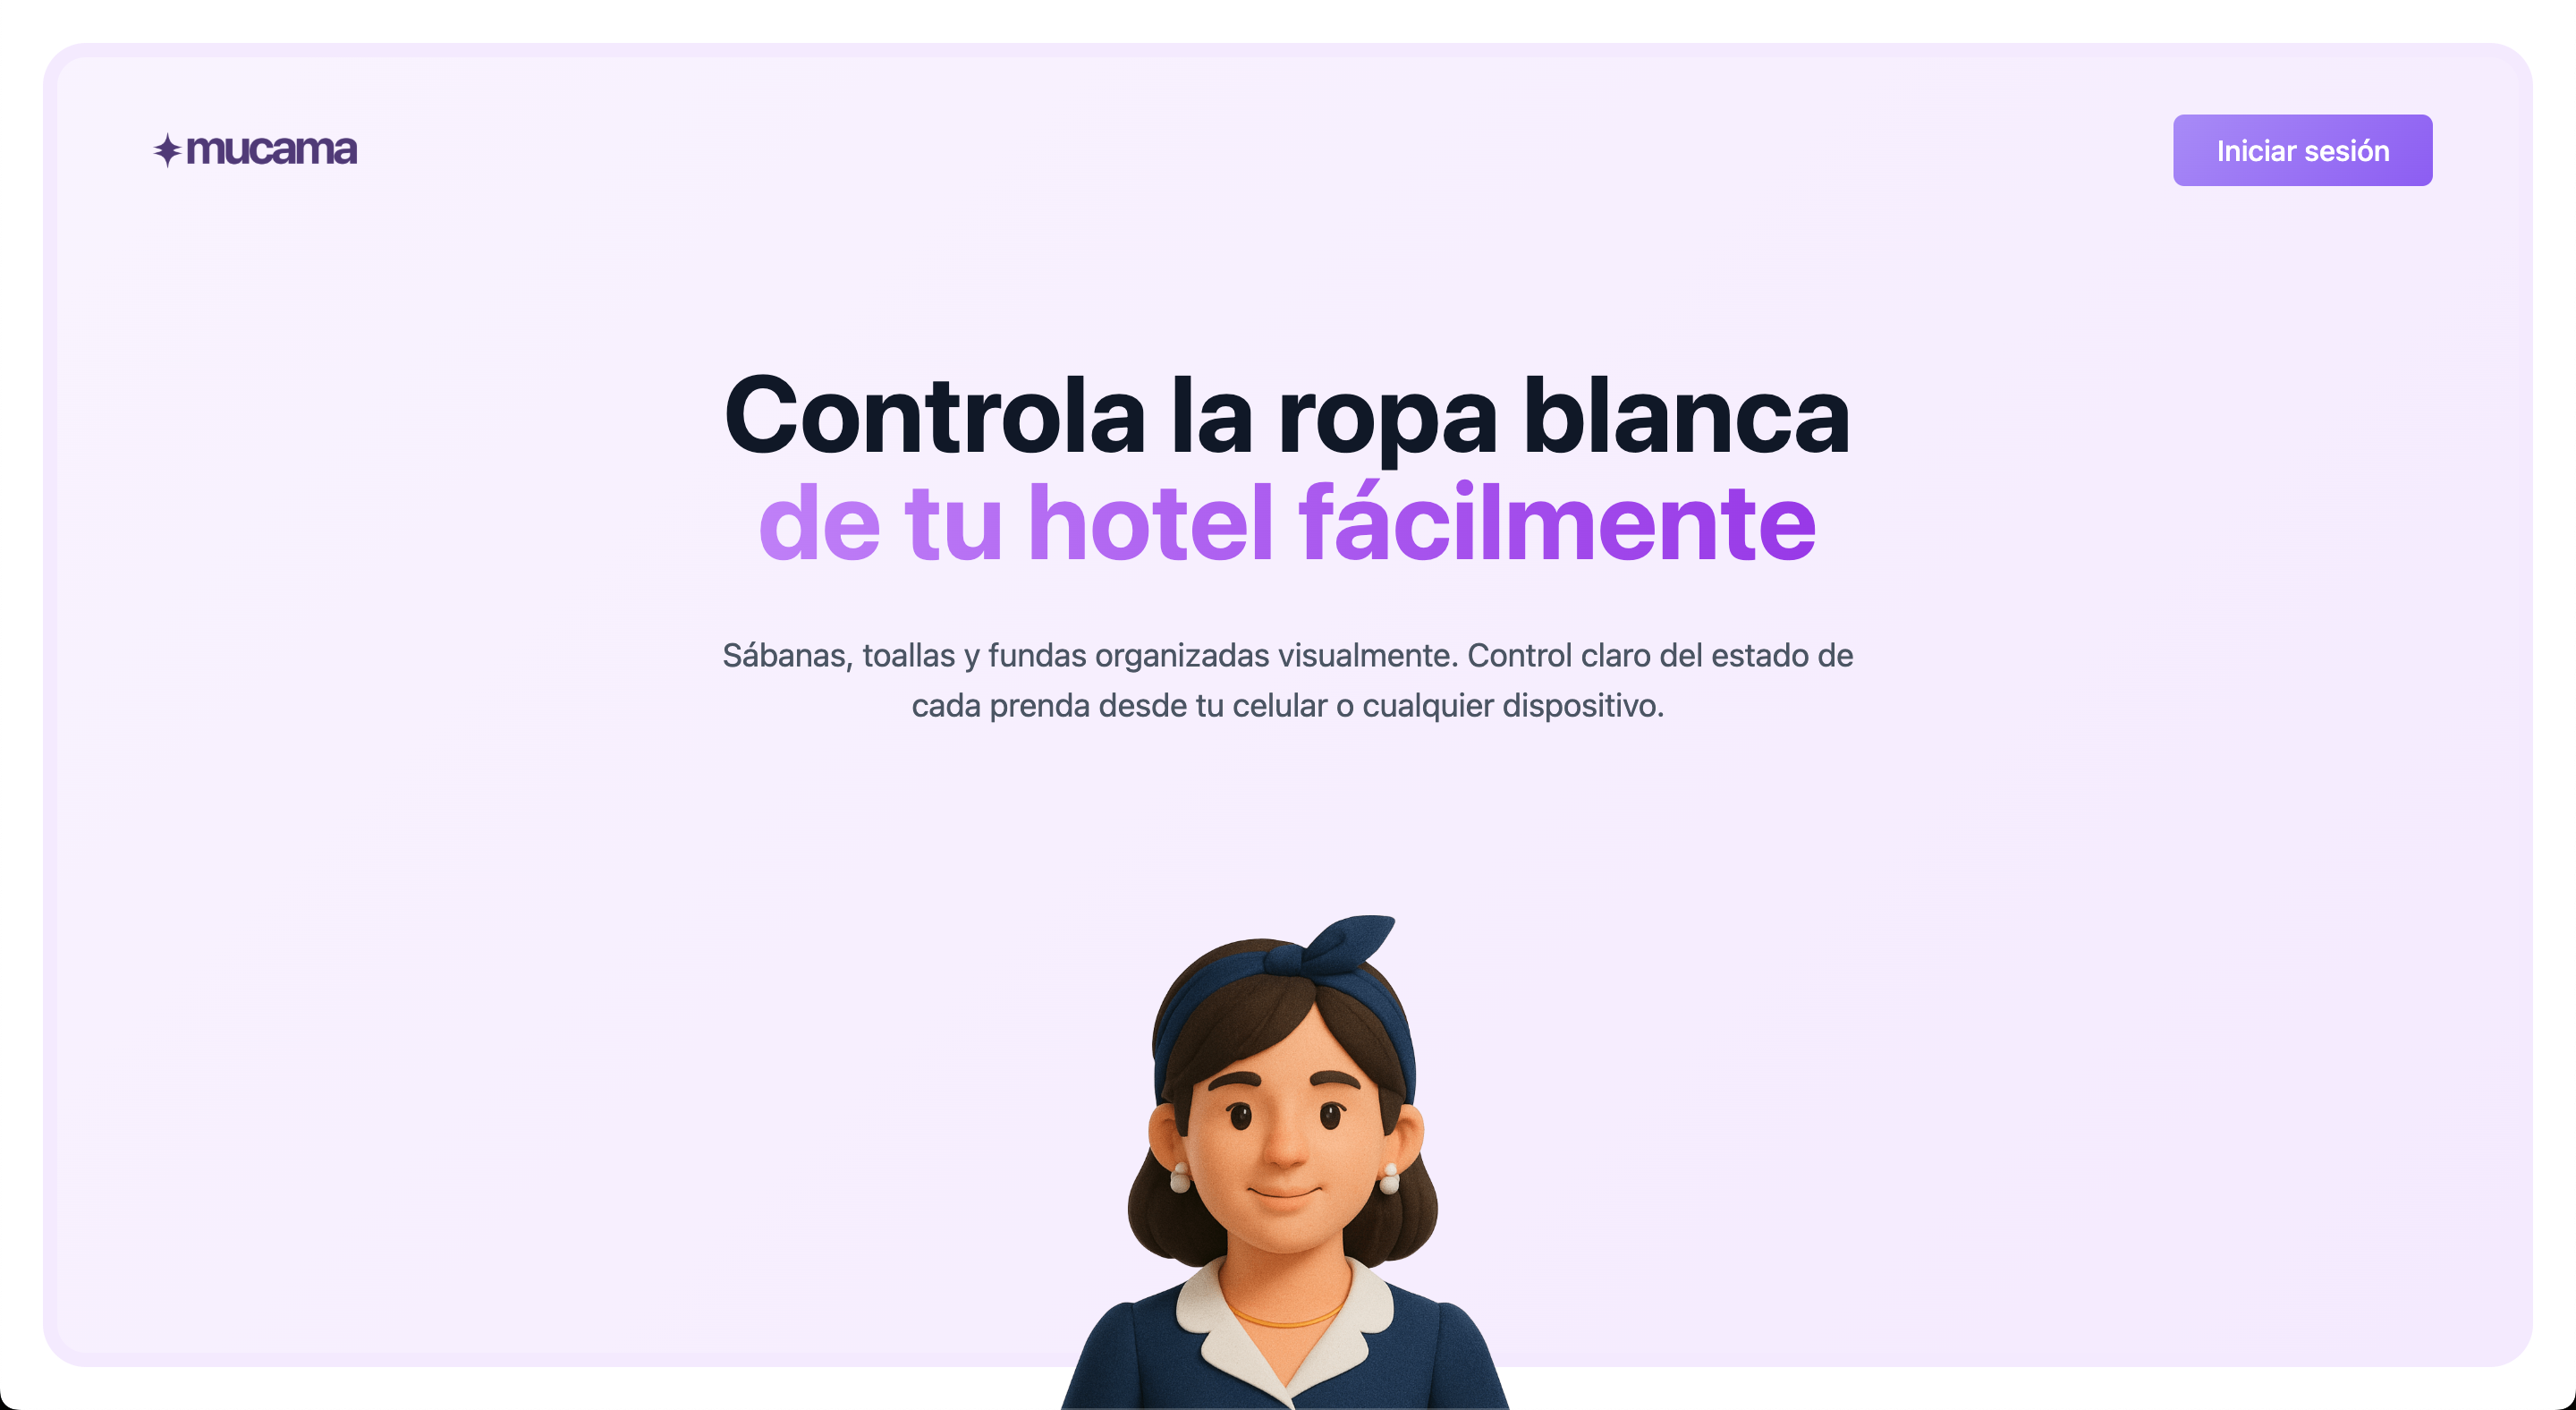 mucama
Iniciar sesión
Controla la ropa blanca
de tu hotel fácilmente
Sábanas, toallas y fundas organizadas visualmente. Control claro del estado de
cada prenda desde tu celular o cualquier dispositivo.